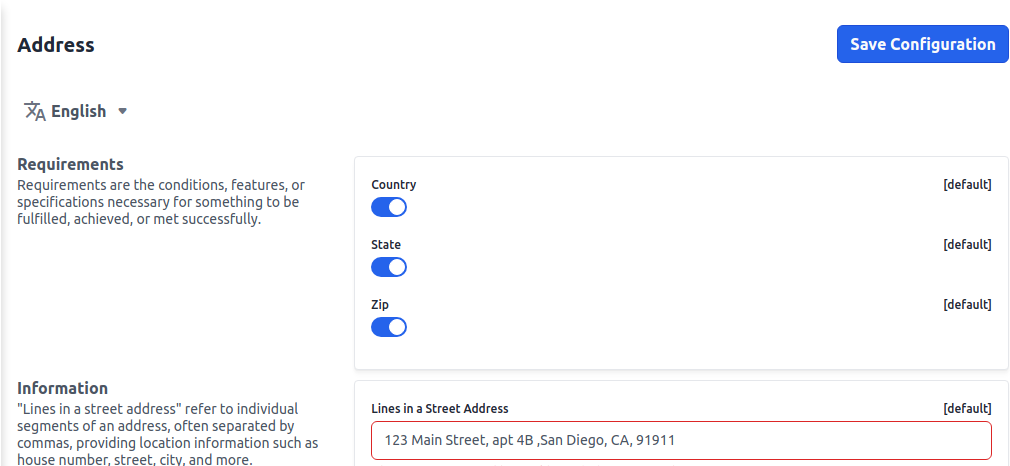 Address
Save Configuration
English
Requirements
Requirements are the conditions, features, or
specifications necessary for something to be
fulfilled, achieved, or met successfully.
Country [default]
State [default]
Zip [default]
Information
"Lines in a street address" refer to individual
segments of an address, often separated by
commas, providing location information such as
house number, street, city, and more.
Lines in a Street Address [default]
123 Main Street, apt 4B ,San Diego, CA, 91911